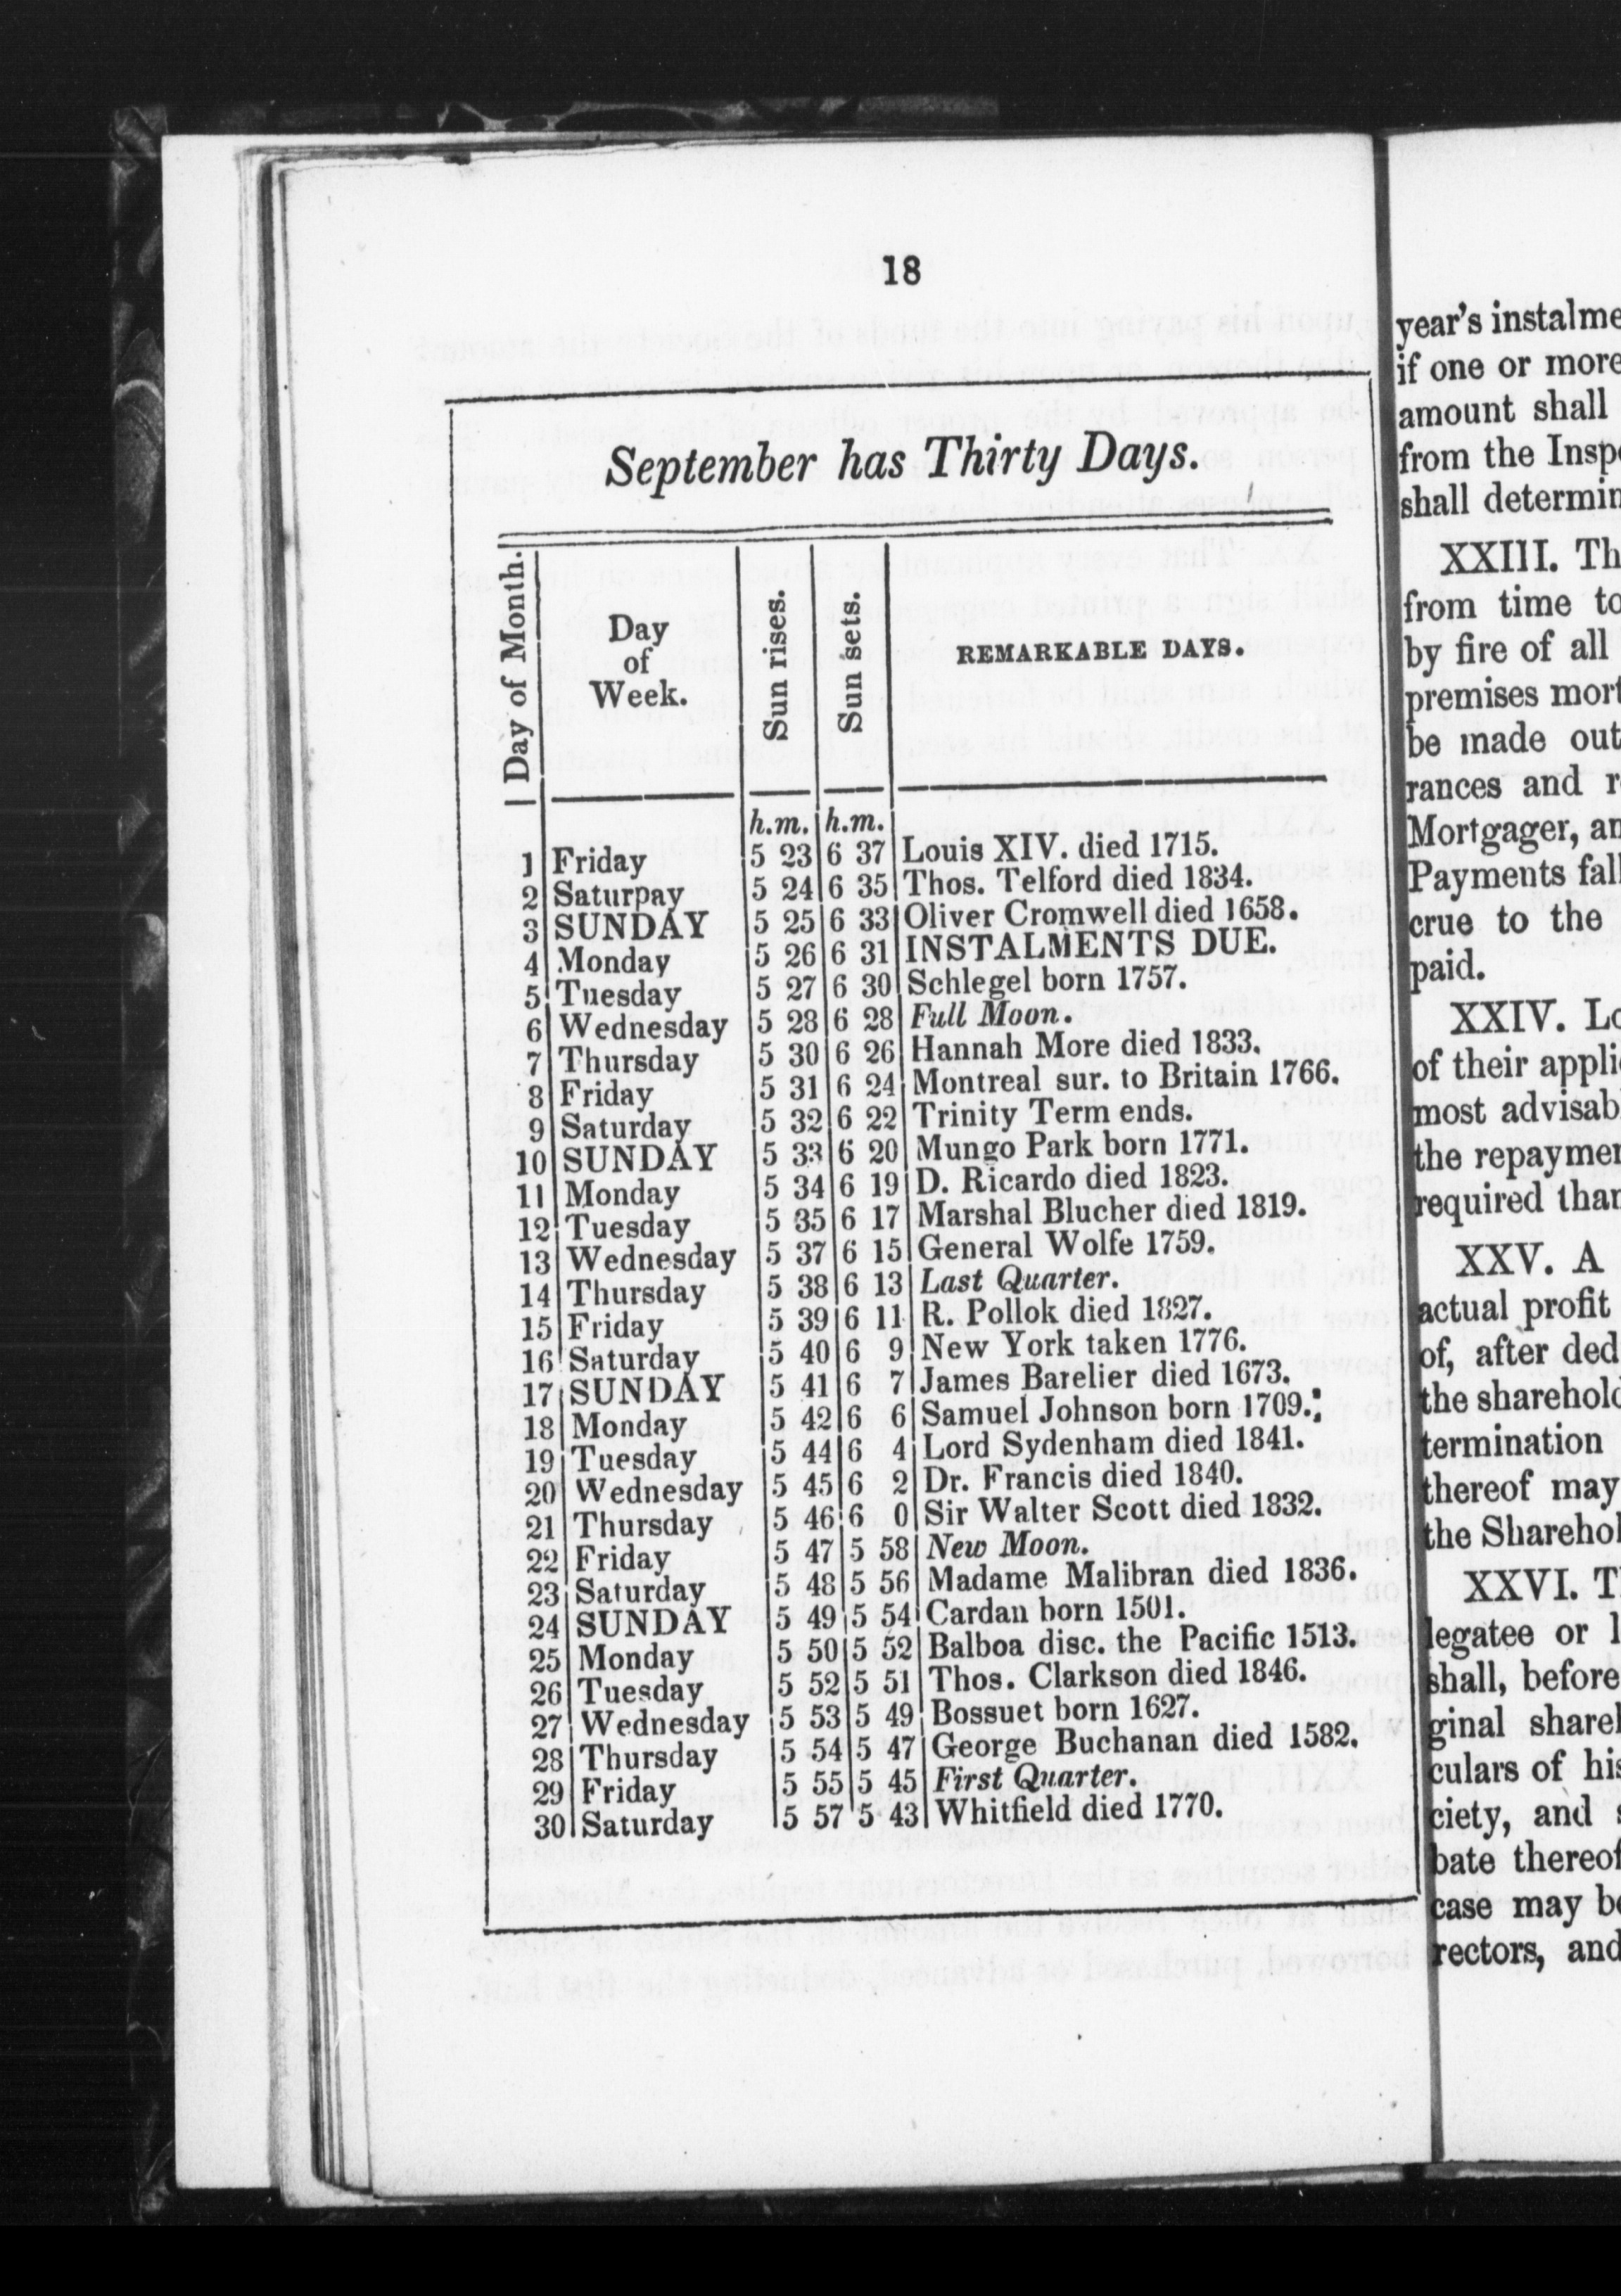 18
September has Thirty Days.
Day of Month.
Day
of
Week.
Sun rises.
Sun sets.
REMARKABLE DAYS.
h.m. h.m.
1 Friday 5 23 6 37 Louis XIV. died 1715.
2 Saturpay 5 24 6 35 Thos. Telford died 1834.
3 SUNDAY 5 25 6 33 Oliver Cromwell died 1658.
4 Monday 5 26 6 31 INSTALMENTS DUE.
5 Tuesday 5 27 6 30 Schlegel born 1757.
6 Wednesday 5 28 6 28 Full Moon.
7 Thursday 5 30 6 26 Hannah More died 1833.
8 Friday 5 31 6 24 Montreal sur. to Britain 1766.
9 Saturday 5 32 6 22 Trinity Term ends.
10 SUNDAY 5 33 6 20 Mungo Park born 1771.
11 Monday 5 34 6 19 D. Ricardo died 1823.
12 Tuesday 5 35 6 17 Marshal Blucher died 1819.
13 Wednesday 5 37 6 15 General Wolfe 1759.
14 Thursday 5 38 6 13 Last Quarter.
15 Friday 5 39 6 11 R. Pollok died 1827.
16 Saturday 5 40 6 9 New York taken 1776.
17 SUNDAY 5 41 6 7 James Barelier died 1673.
18 Monday 5 42 6 6 Samuel Johnson born 1709.
19 Tuesday 5 44 6 4 Lord Sydenham died 1841.
20 Wednesday 5 45 6 2 Dr. Francis died 1840.
21 Thursday 5 46 6 0 Sir Walter Scott died 1832.
22 Friday 5 47 5 58 New Moon.
23 Saturday 5 48 5 56 Madame Malibran died 1836.
24 SUNDAY 5 49 5 54 Cardan born 1501.
25 Monday 5 50 5 52 Balboa disc. the Pacific 1513.
26 Tuesday 5 52 5 51 Thos. Clarkson died 1846.
27 Wednesday 5 53 5 49 Bossuet born 1627.
28 Thursday 5 54 5 47 George Buchanan died 1582.
29 Friday 5 55 5 45 First Quarter.
30 Saturday 5 57 5 43 Whitfield died 1770.
year's instalme
if one or more
amount shall
from the Insp
shall determin
XXIII. Th
from time to
by fire of all
premises mort
be made out
rances and r
Mortgager, an
Payments fall
crue to the
paid.
XXIV. Lo
of their appli
most advisab
the repaymen
required than
XXV. A
actual profit
of, after ded
the sharehold
termination
thereof may
the Sharehol
XXVI. T
legatee or l
shall, before
ginal sharel
culars of his
ciety, and s
bate thereof
case may be
rectors, and